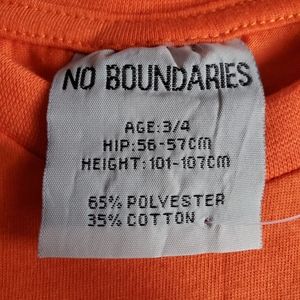 NO BOUNDARIES
AGE:3/4
HIP:56-57CM
HEIGHT:101-107CM
65% POLYESTER
35% COTTON